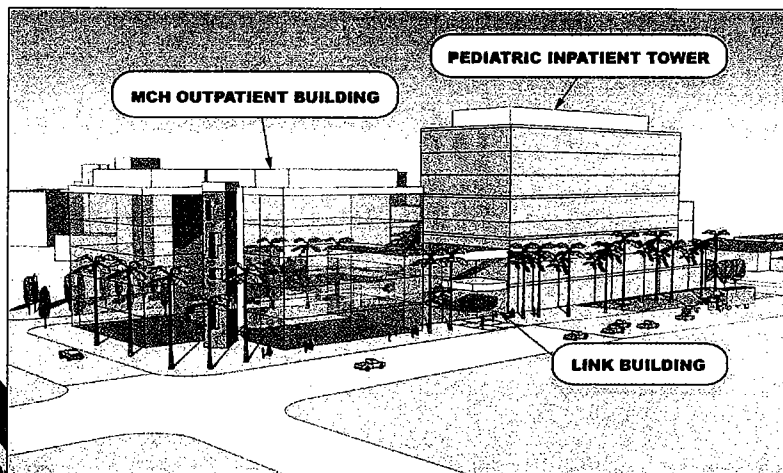 PEDIATRIC INPATIENT TOWER
MCH OUTPATIENT BUILDING
LINK BUILDING